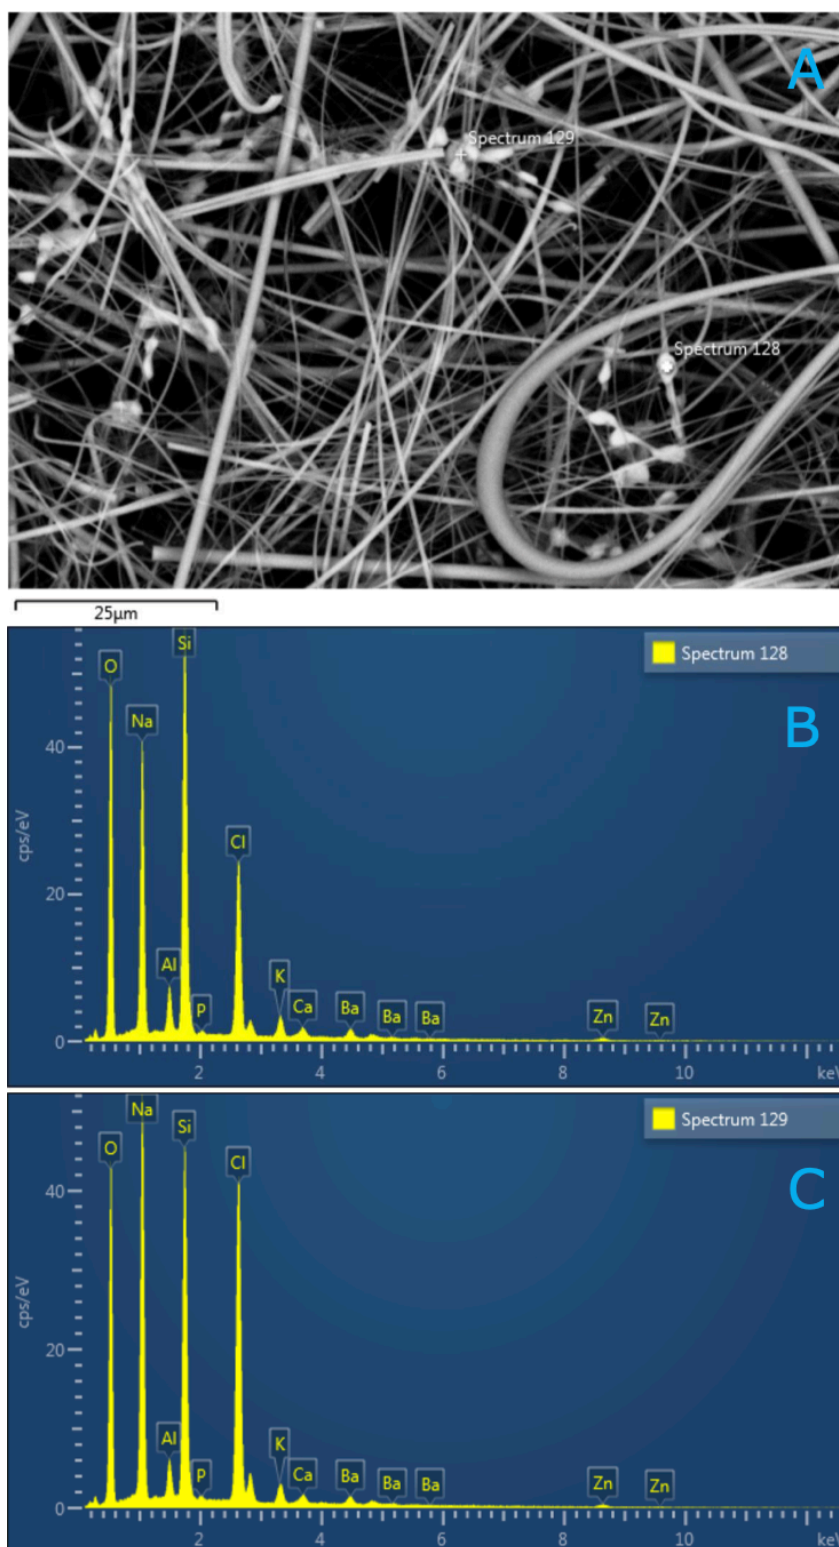 A
Spectrum 129
Spectrum 128
25µm
Si
Spectrum 128
O
B
Na
40
cps/eV
Cl
20
Al
K
P
Ca
Ba
Ba
Ba
Zn
Zn
0
2
4
6
8
10
keV
Na
Spectrum 129
Si
O
Cl
C
40
cps/eV
20
Al
K
P
Ca
Ba
Ba
Ba
Zn
Zn
0
2
4
6
8
10
keV